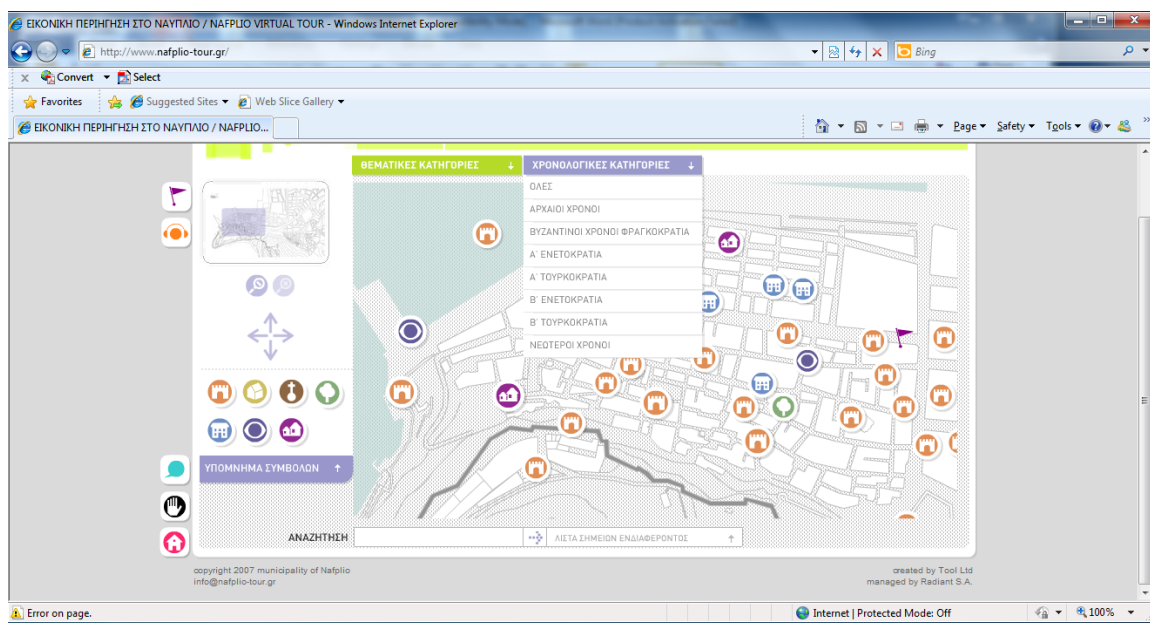 ΕΙΚΟΝΙΚΗ ΠΕΡΙΗΓΗΣΗ ΣΤΟ ΝΑΥΠΛΙΟ / NAFPLIO VIRTUAL TOUR - Windows Internet Explorer
http://www.nafplio-tour.gr/
Bing
x Convert Select
Favorites Suggested Sites Web Slice Gallery
ΕΙΚΟΝΙΚΗ ΠΕΡΙΗΓΗΣΗ ΣΤΟ ΝΑΥΠΛΙΟ / NAFPLIO...
Page Safety Tools
ΘΕΜΑΤΙΚΕΣ ΚΑΤΗΓΟΡΙΕΣ
ΧΡΟΝΟΛΟΓΙΚΕΣ ΚΑΤΗΓΟΡΙΕΣ
ΟΛΕΣ
ΑΡΧΑΙΟΙ ΧΡΟΝΟΙ
ΒΥΖΑΝΤΙΝΟΙ ΧΡΟΝΟΙ ΦΡΑΓΚΟΚΡΑΤΙΑ
Α' ΕΝΕΤΟΚΡΑΤΙΑ
Α' ΤΟΥΡΚΟΚΡΑΤΙΑ
Β' ΕΝΕΤΟΚΡΑΤΙΑ
Β' ΤΟΥΡΚΟΚΡΑΤΙΑ
ΝΕΟΤΕΡΟΙ ΧΡΟΝΟΙ
ΥΠΟΜΝΗΜΑ ΣΥΜΒΟΛΩΝ
ΑΝΑΖΗΤΗΣΗ
ΛΙΣΤΑ ΣΗΜΕΙΩΝ ΕΝΔΙΑΦΕΡΟΝΤΟΣ
copyright 2007 municipality of Nafplio
info@nafplio-tour.gr
created by Tool Ltd
managed by Radiant S.A.
Error on page.
Internet | Protected Mode: Off
100%